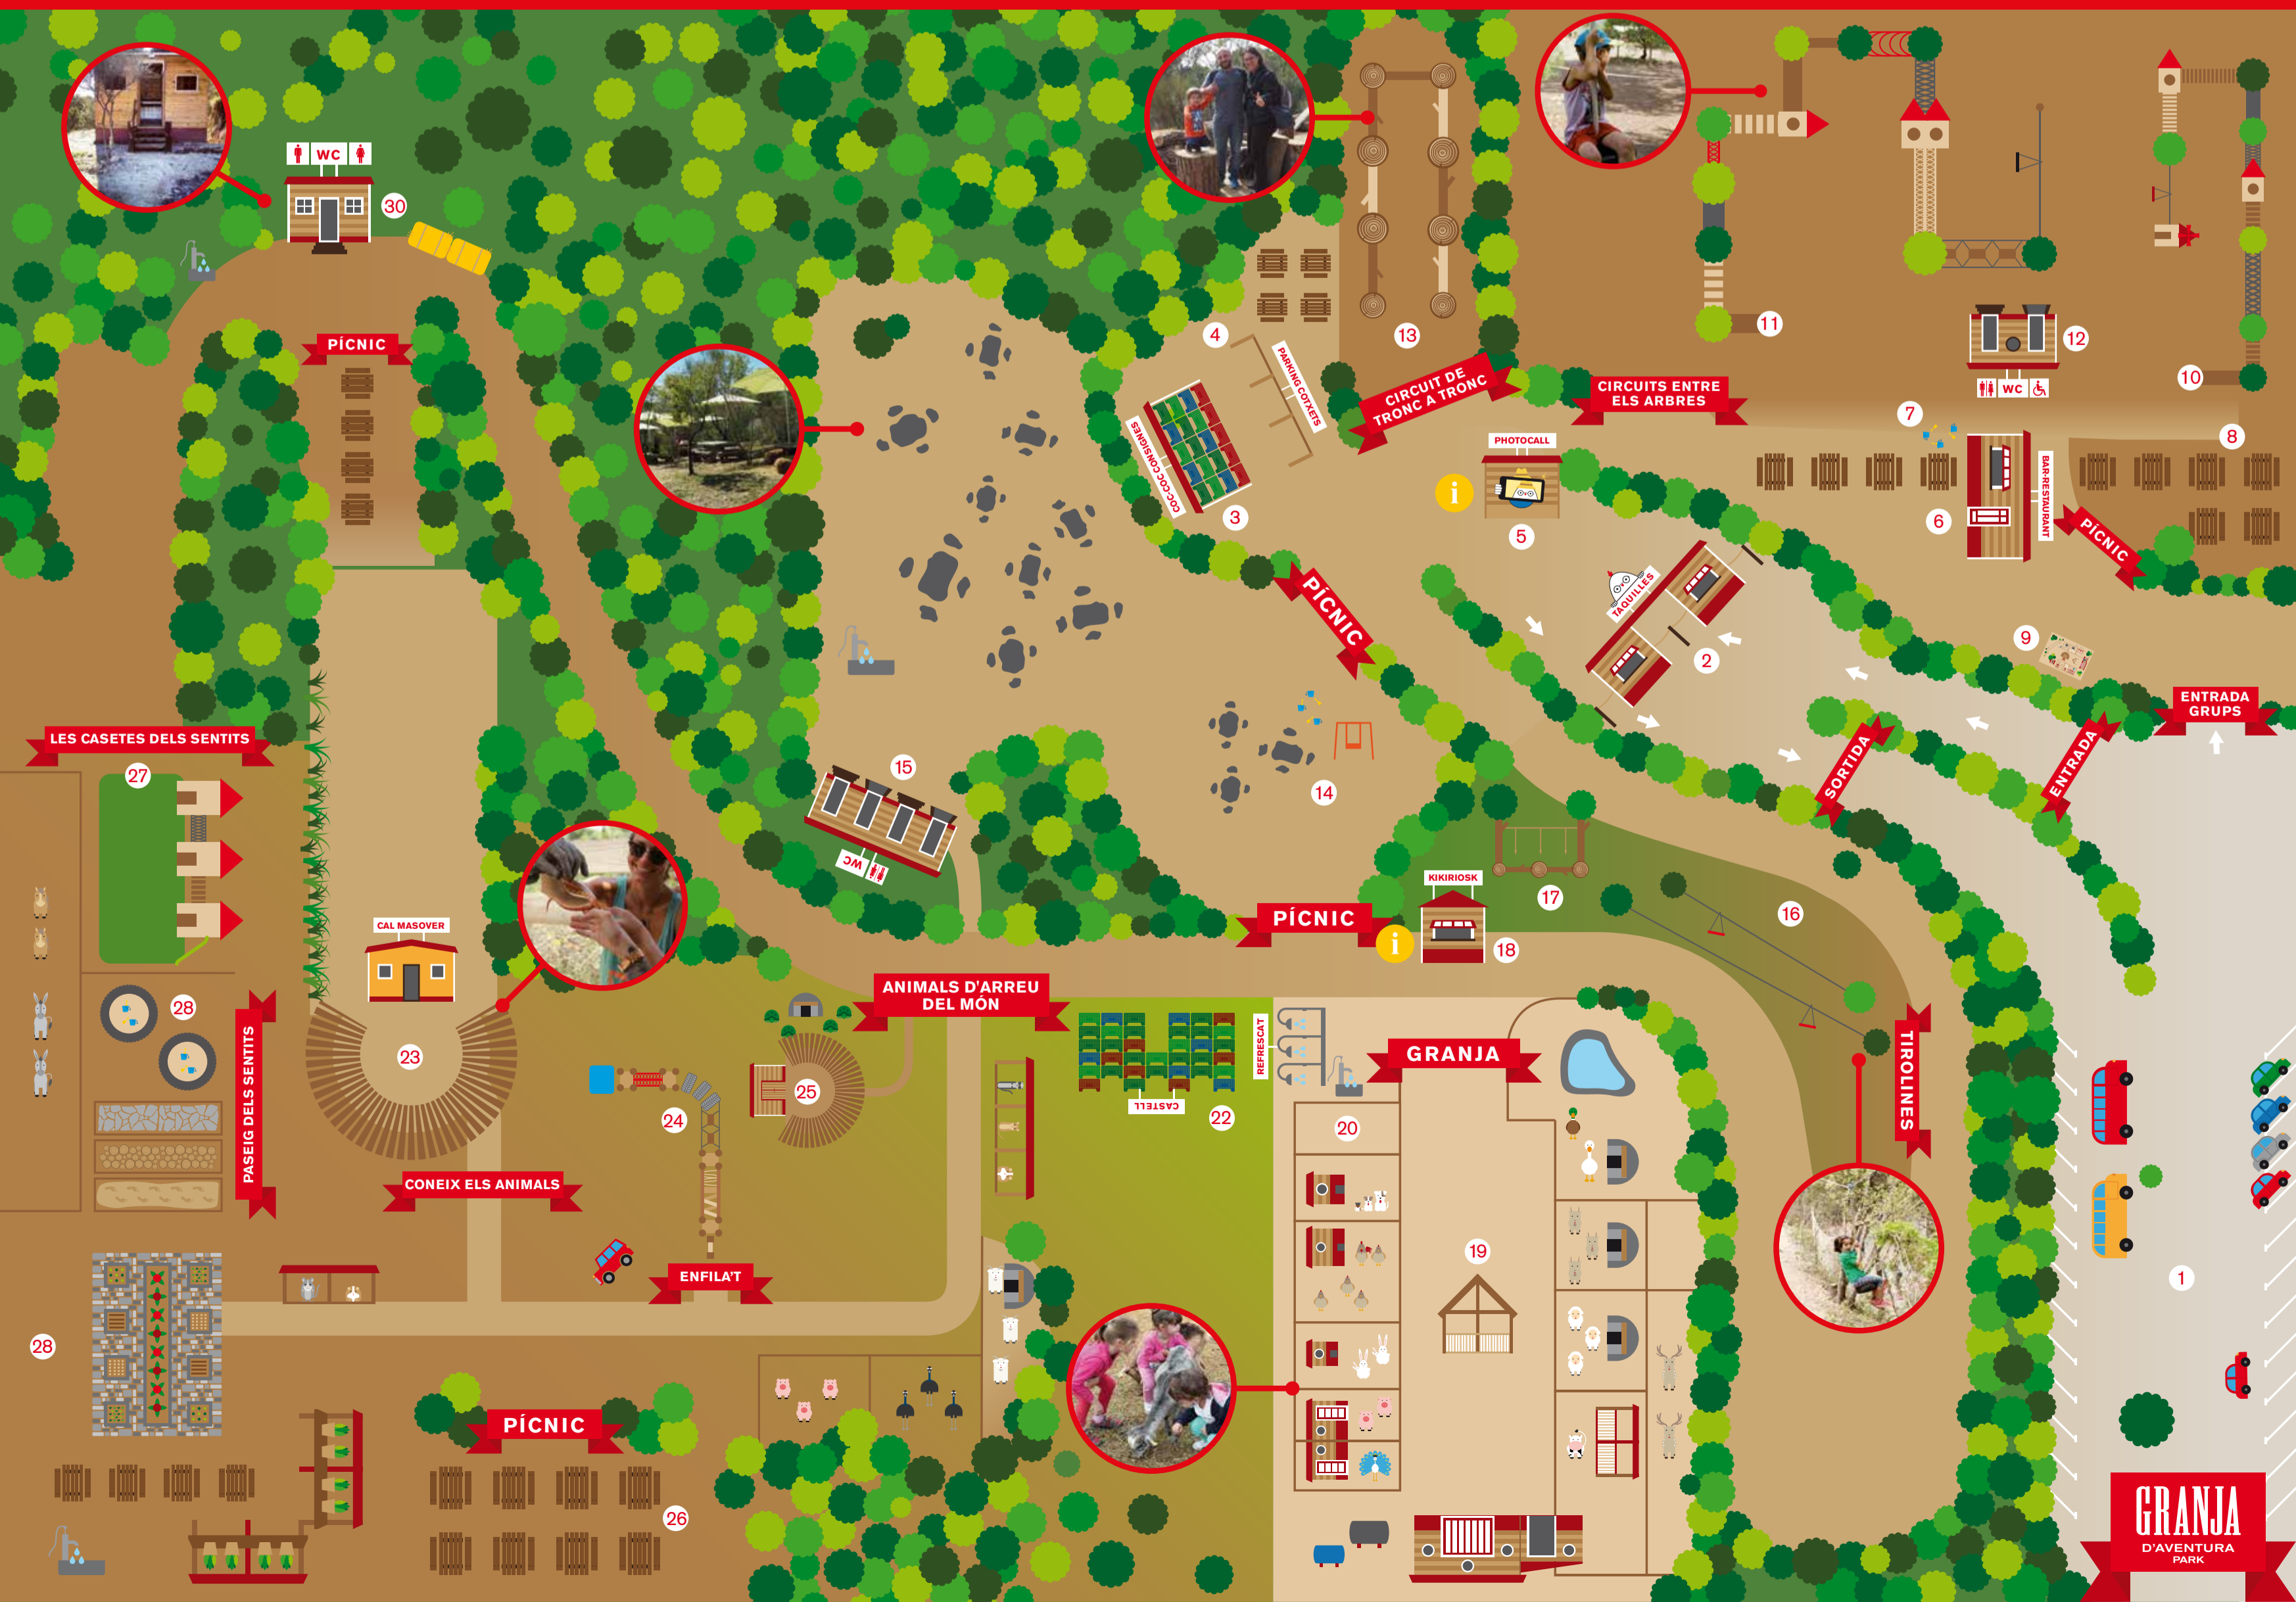 WC
30
PÍCNIC
4
13
11
12
WC
10
PARKING COTXETS
CIRCUIT DE
TRONC A TRONC
CIRCUITS ENTRE
ELS ARBRES
7
8
COC-CO-CONSIGNES
3
PHOTOCALL
i
5
6
BAR-RESTAURANT
PÍCNIC
PÍCNIC
TAQUILLES
2
9
ENTRADA
GRUPS
SORTIDA
ENTRADA
LES CASETES DELS SENTITS
27
15
WC
14
KIKIRIOSK
17
16
CAL MASOVER
PÍCNIC
i
18
28
PASEIG DELS SENTITS
23
ANIMALS D'ARREU
DEL MÓN
25
24
CASTELL
22
REFRESCA'T
GRANJA
TIROLINES
20
CONEIX ELS ANIMALS
ENFILA'T
19
1
28
PÍCNIC
26
GRANJA
D'AVENTURA
PARK